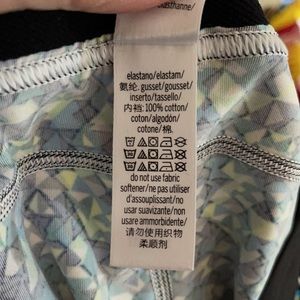 elasthanne/
elastano/elastam/
氨纶. gusset/gousset/
inserto/tassello/
内裆: 100% cotton/
coton/algodón/
cotone/棉.
do not use fabric
softener/ne pas utiliser
d'assouplissant/no
usar suavizante/non
usare ammorbidente/
请勿使用织物
柔顺剂